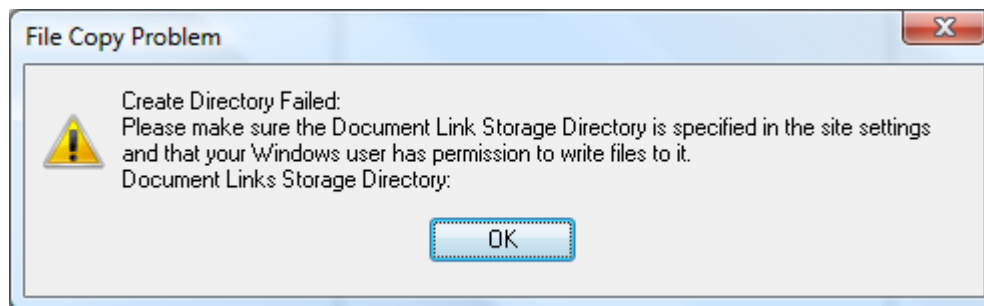 File Copy Problem
Create Directory Failed:
Please make sure the Document Link Storage Directory is specified in the site settings
and that your Windows user has permission to write files to it.
Document Links Storage Directory:
OK